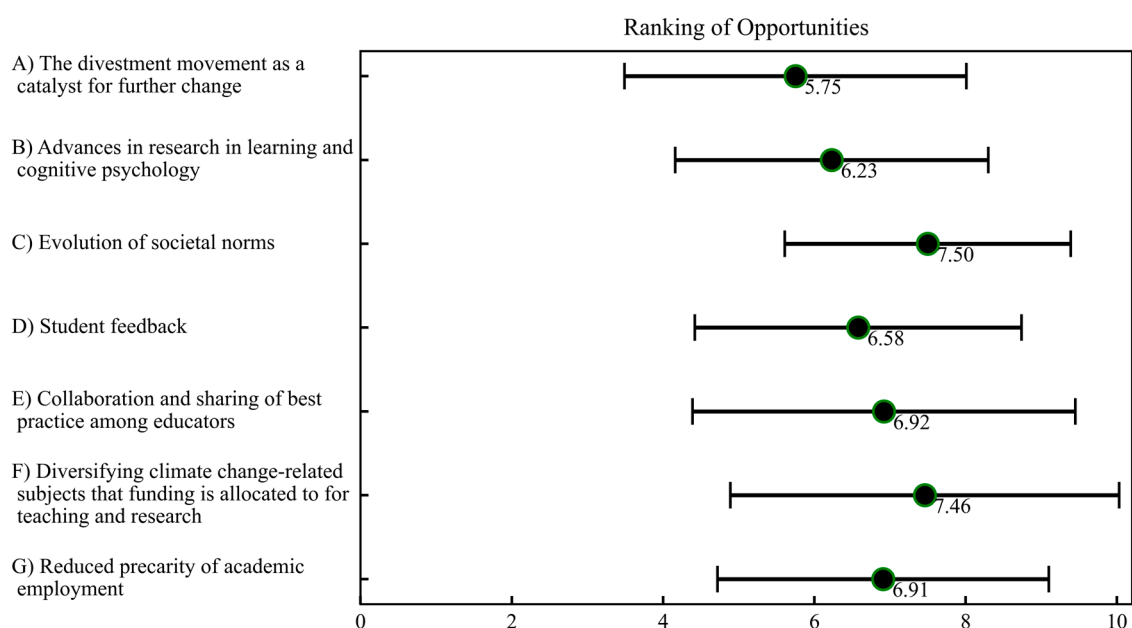 Ranking of Opportunities
A) The divestment movement as a
catalyst for further change
5.75
B) Advances in research in learning and
cognitive psychology
6.23
C) Evolution of societal norms
7.50
D) Student feedback
6.58
E) Collaboration and sharing of best
practice among educators
6.92
F) Diversifying climate change-related
subjects that funding is allocated to for
teaching and research
7.46
G) Reduced precarity of academic
employment
6.91
0 2 4 6 8 10